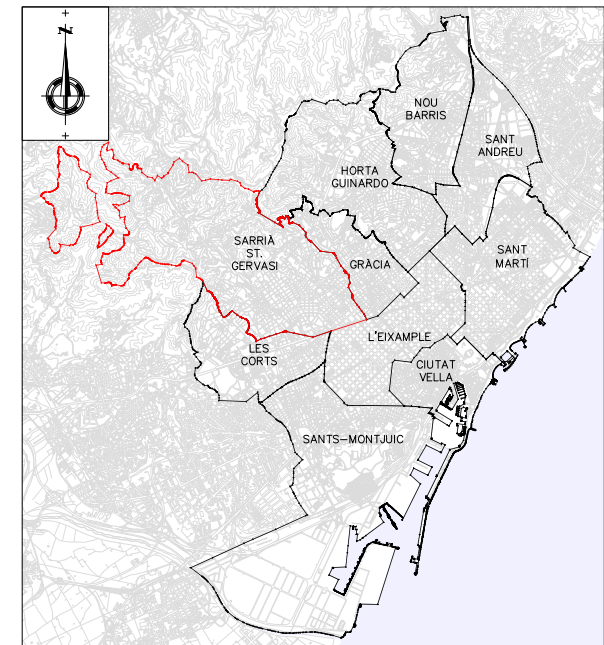 N
NOU
BARRIS
SANT
ANDREU
HORTA
GUINARDO
SARRIÀ
ST.
GERVASI
GRÀCIA
SANT
MARTÍ
L'EIXAMPLE
LES
CORTS
CIUTAT
VELLA
SANTS-MONTJUIC